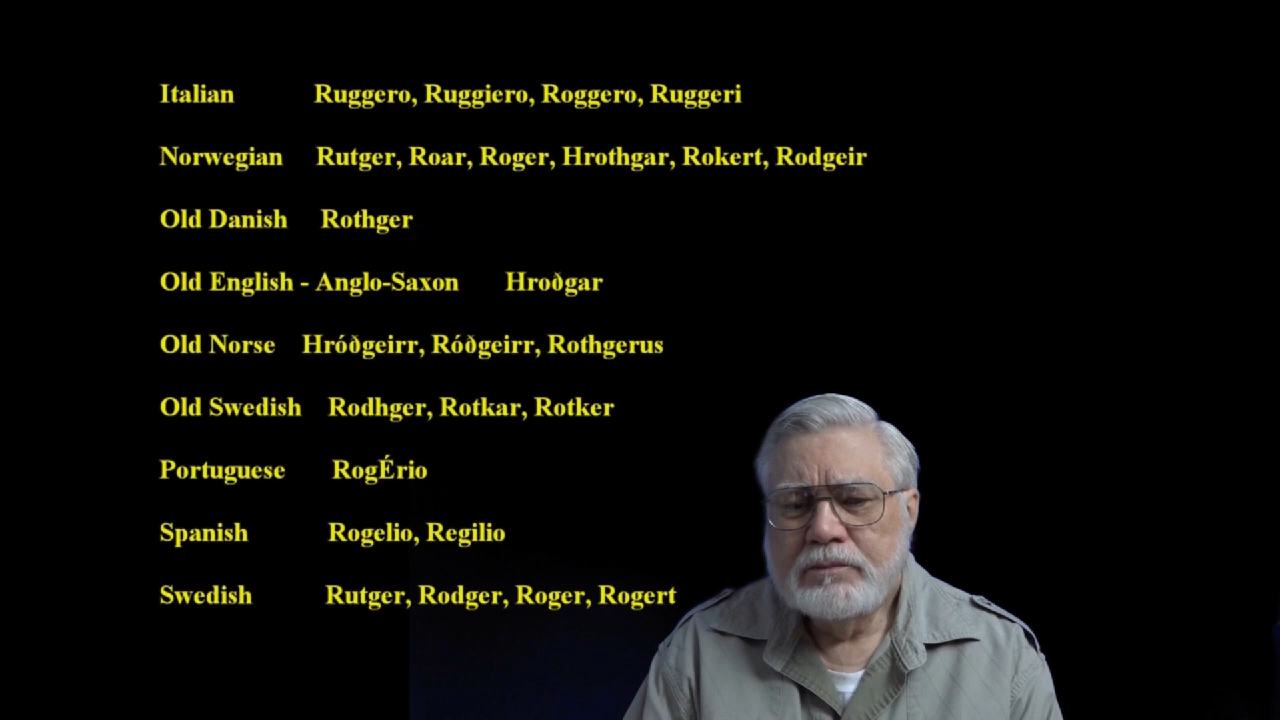 Italian Ruggero, Ruggiero, Roggero, Ruggeri
Norwegian Rutger, Roar, Roger, Hrothgar, Rokert, Rodgeir
Old Danish Rothger
Old English - Anglo-Saxon Hroðgar
Old Norse Hróðgeirr, Róðgeirr, Rothgerus
Old Swedish Rodhger, Rotkar, Rotker
Portuguese RogÉrio
Spanish Rogelio, Regilio
Swedish Rutger, Rodger, Roger, Rogert